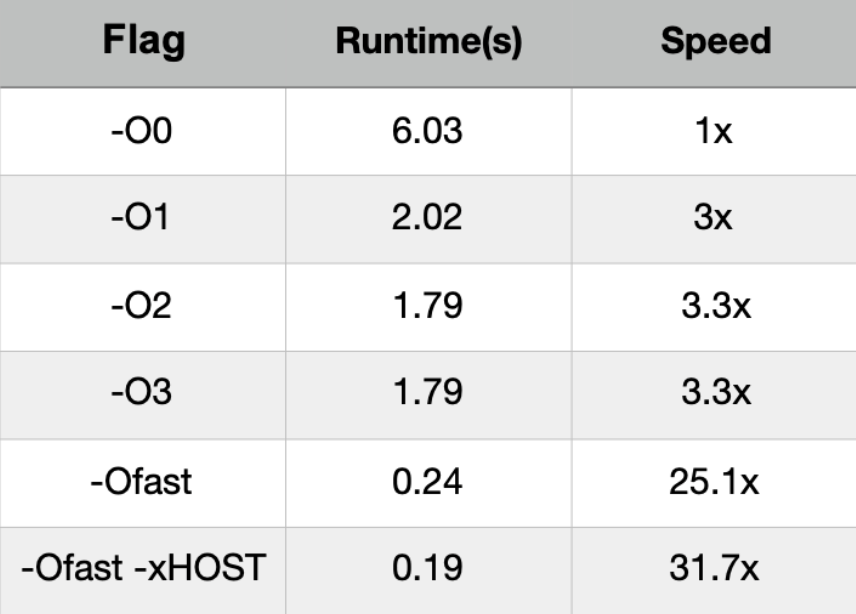 Flag Runtime(s) Speed
-O0 6.03 1x
-O1 2.02 3x
-O2 1.79 3.3x
-O3 1.79 3.3x
-Ofast 0.24 25.1x
-Ofast -xHOST 0.19 31.7x